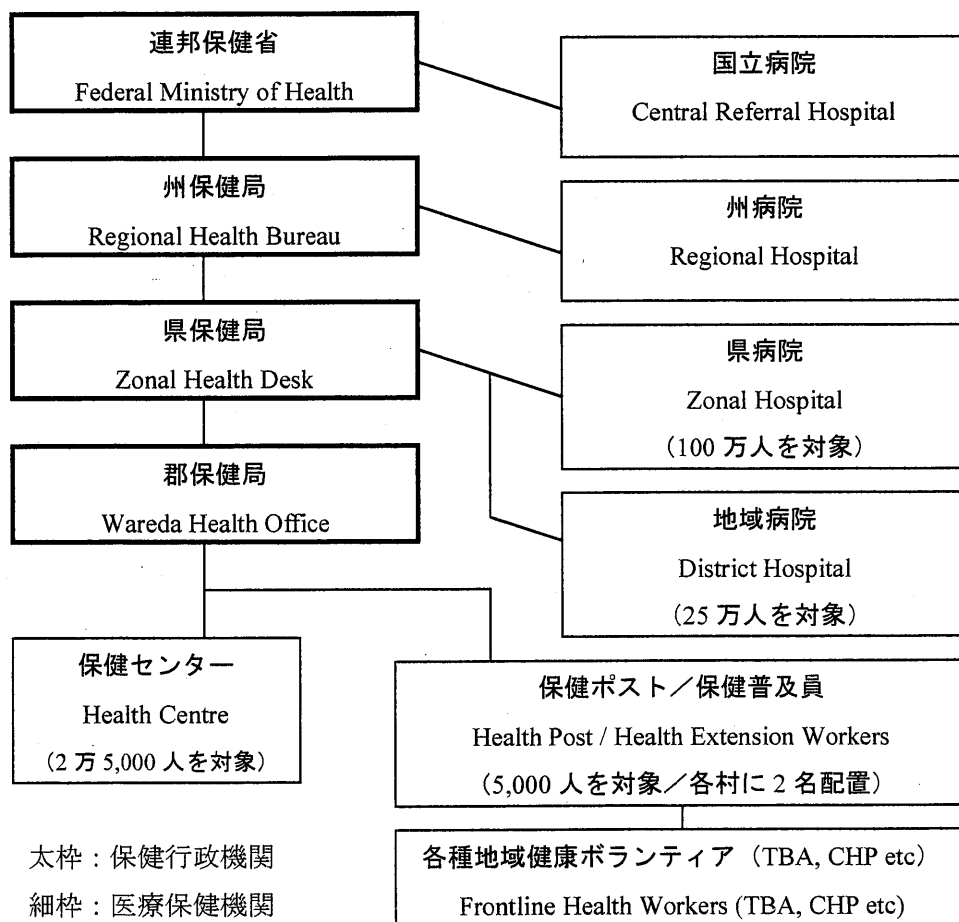 連邦保健省
Federal Ministry of Health
国立病院
Central Referral Hospital
州保健局
Regional Health Bureau
州病院
Regional Hospital
県保健局
Zonal Health Desk
県病院
Zonal Hospital
(100 万人を対象)
郡保健局
Wareda Health Office
地域病院
District Hospital
(25 万人を対象)
保健センター
Health Centre
(2 万 5,000 人を対象)
保健ポスト／保健普及員
Health Post / Health Extension Workers
(5,000 人を対象／各村に 2 名配置)
各種地域健康ボランティア (TBA, CHP etc)
Frontline Health Workers (TBA, CHP etc)
太枠：保健行政機関
細枠：医療保健機関